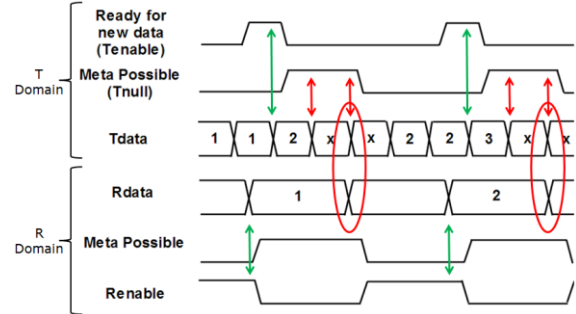 Ready for
new data
(Tenable)
T
Domain
Meta Possible
(Tnull)
Tdata
1 1 2 x x 2 2 3 x x
Rdata
1 2
R
Domain
Meta Possible
Renable